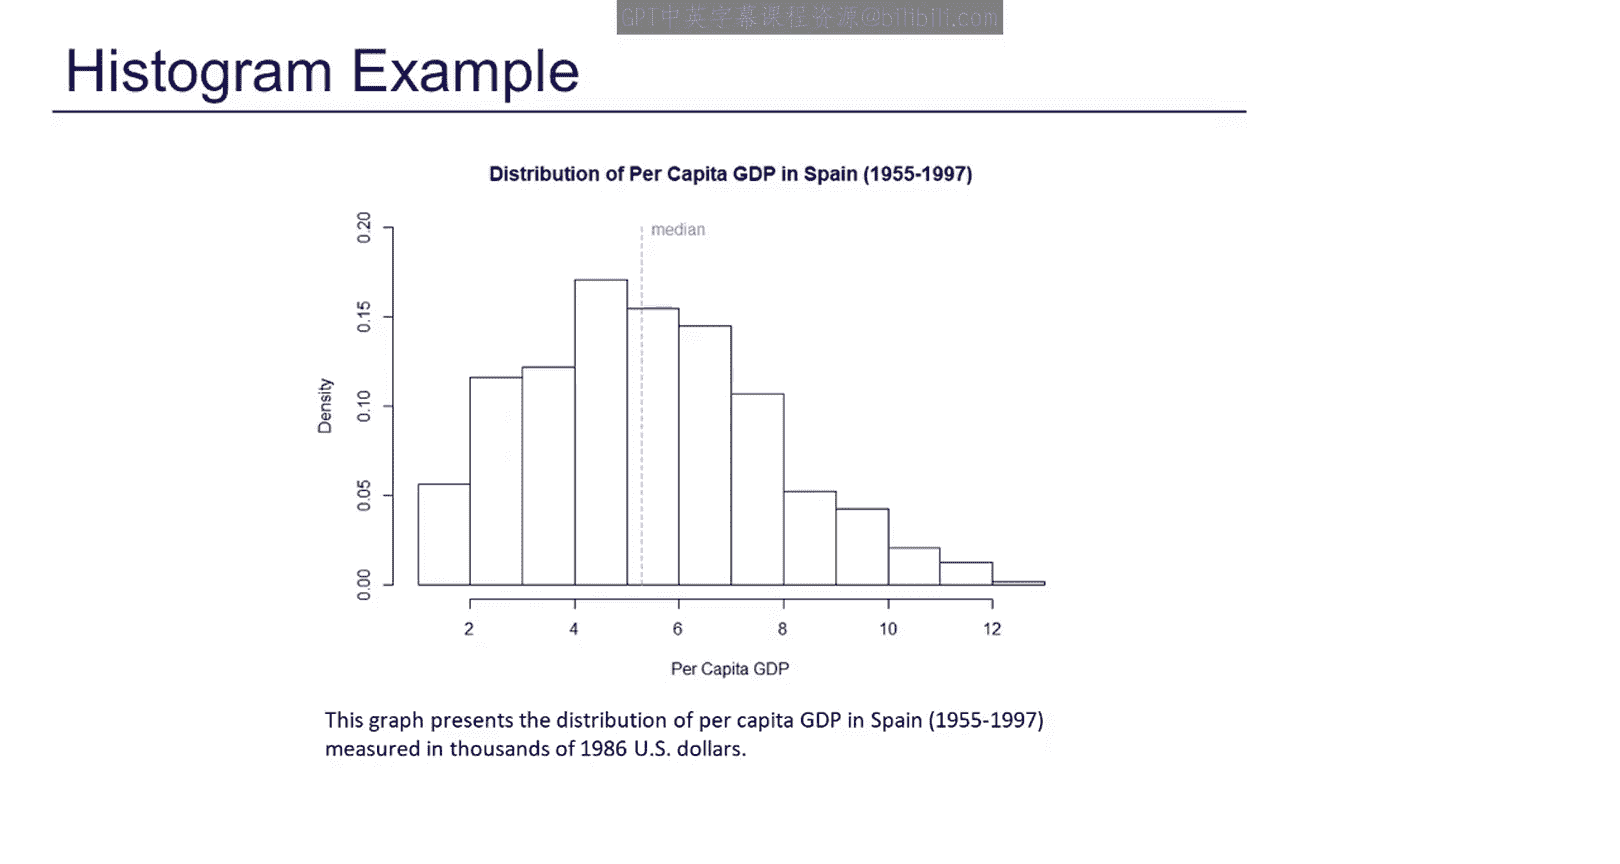 GPT中英字幕课程资源@bilibili.com
Histogram Example
Distribution of Per Capita GDP in Spain (1955-1997)
median
0.20
0.15
0.10
0.05
0.00
Density
2 4 6 8 10 12
Per Capita GDP
This graph presents the distribution of per capita GDP in Spain (1955-1997)
measured in thousands of 1986 U.S. dollars.